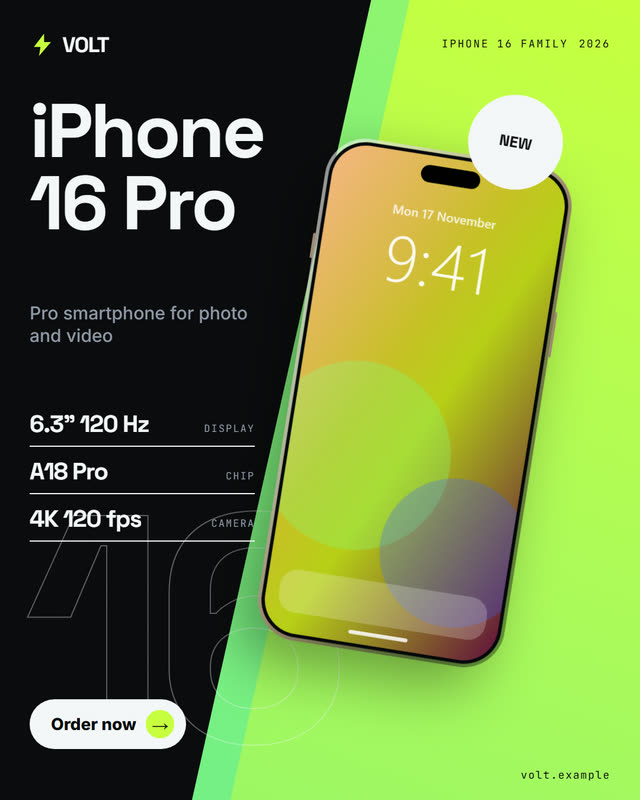 VOLT
IPHONE 16 FAMILY 2026
iPhone
16 Pro
NEW
Mon 17 November
9:41
Pro smartphone for photo
and video
6.3” 120 Hz
DISPLAY
A18 Pro
CHIP
4K 120 fps
CAMERA
16
Order now →
volt.example